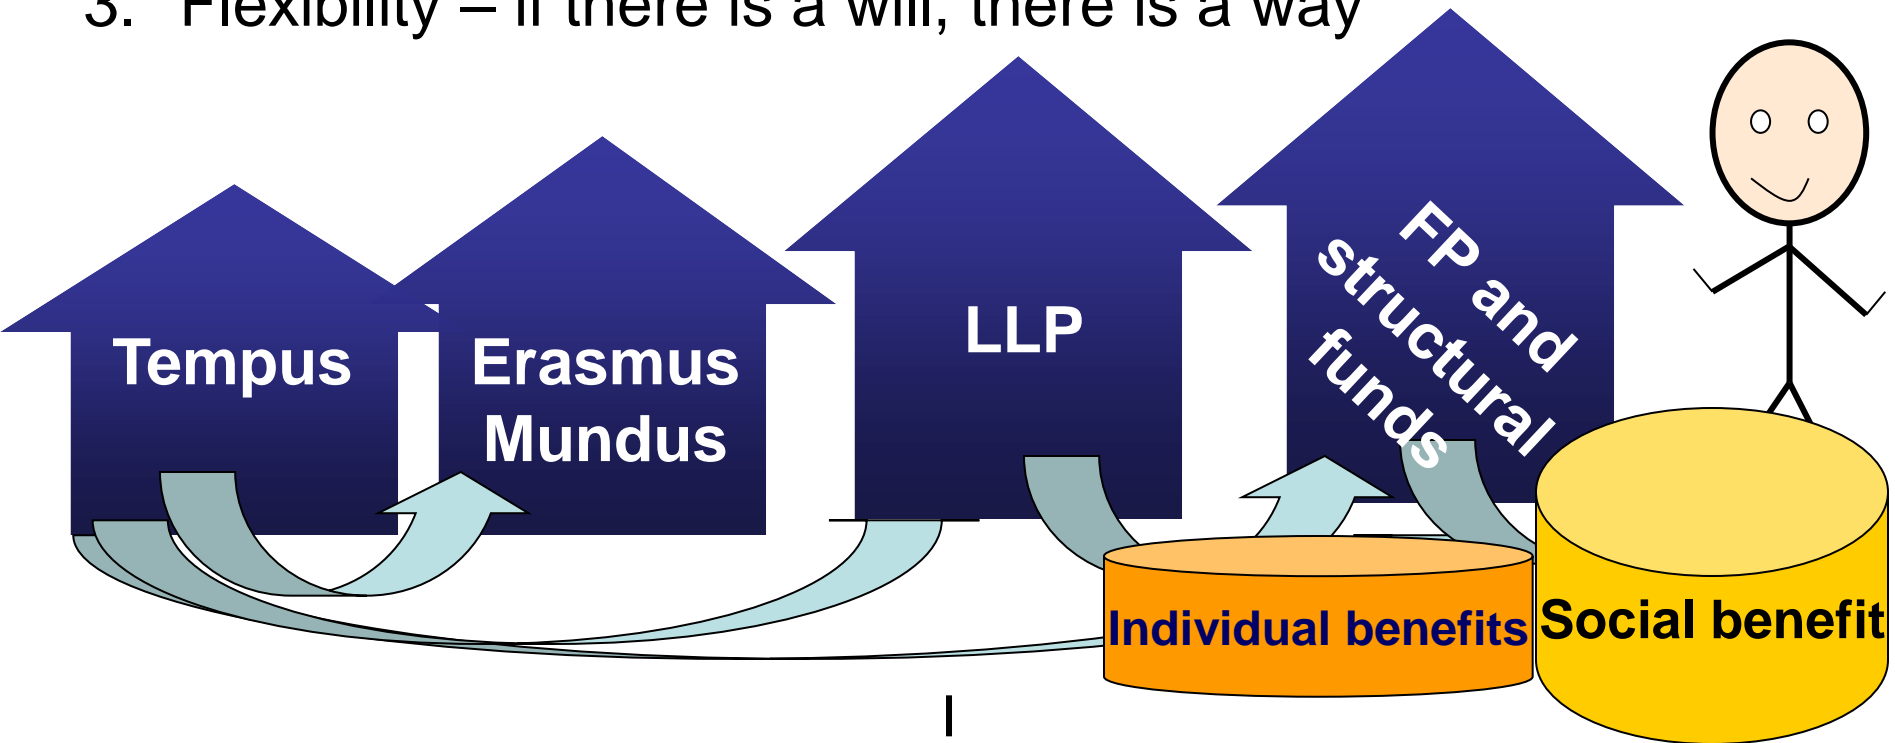 3. Flexibility – if there is a will, there is a way
Tempus
Erasmus
Mundus
LLP
FP and
structural
funds
Individual benefits
Social benefit